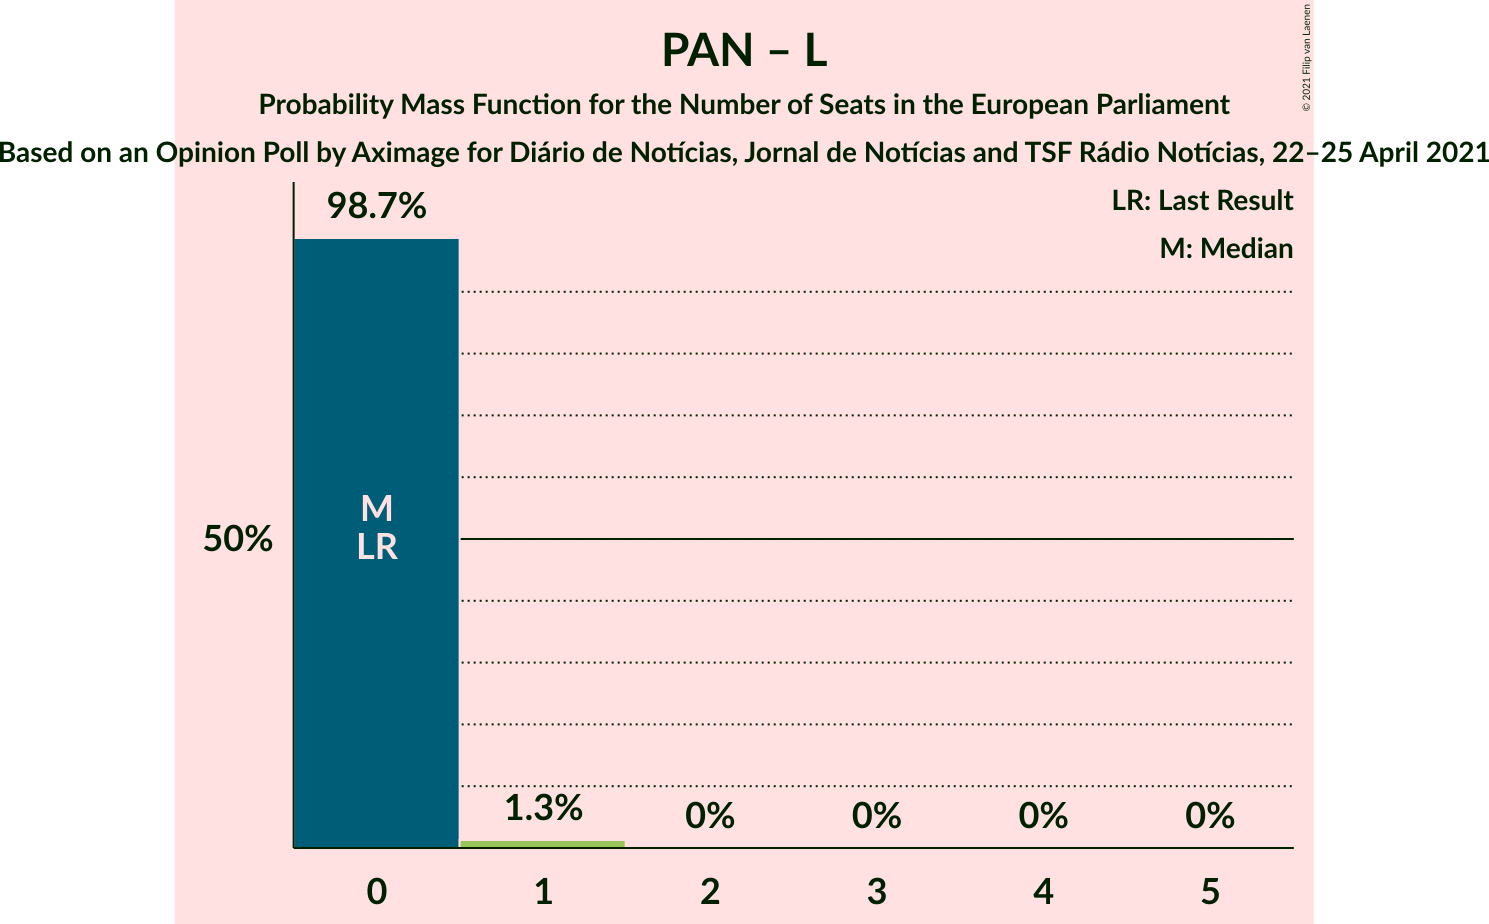 PAN – L
Probability Mass Function for the Number of Seats in the European Parliament
Based on an Opinion Poll by Aximage for Diário de Notícias, Jornal de Notícias and TSF Rádio Notícias, 22–25 April 2021
© 2021 Filip van Laenen
LR: Last Result
M: Median
98.7%
M
LR
50%
1.3%
0%
0%
0%
0%
0
1
2
3
4
5